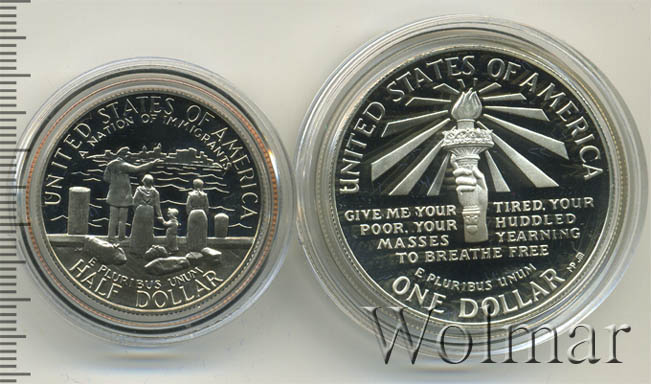 UNITED STATES OF AMERICA
A NATION OF IMMIGRANTS
E PLURIBUS UNUM
HALF DOLLAR
UNITED STATES OF AMERICA
GIVE ME YOUR TIRED, YOUR
POOR, YOUR HUDDLED
MASSES YEARNING
TO BREATHE FREE
E PLURIBUS UNUM
ONE DOLLAR
Wolmar